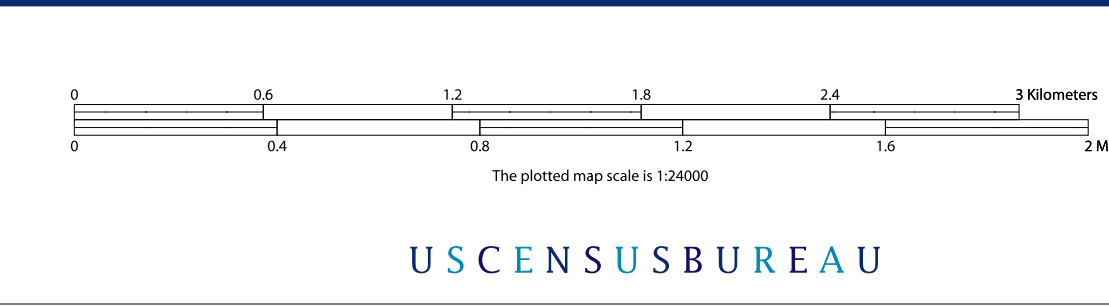 0 0.6 1.2 1.8 2.4 3 Kilometers
0 0.4 0.8 1.2 1.6 2 M
The plotted map scale is 1:24000
USCENSUSBUREAU